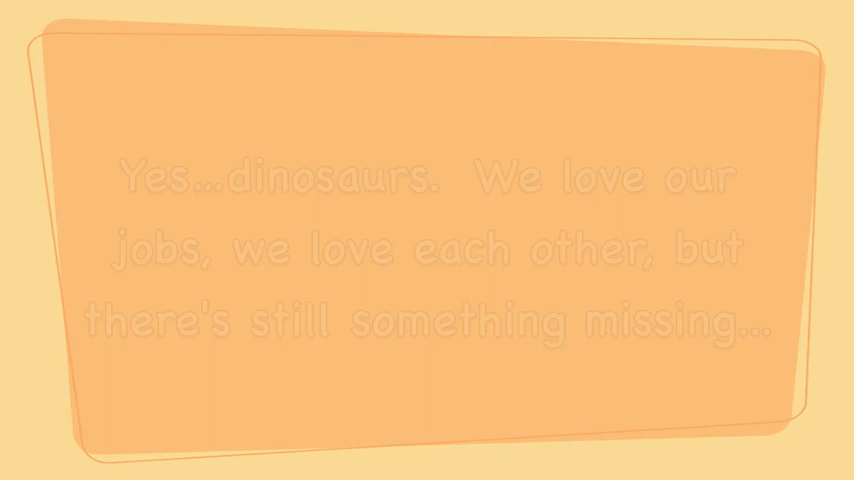 Yes...dinosaurs. We love our
jobs, we love each other, but
there's still something missing...